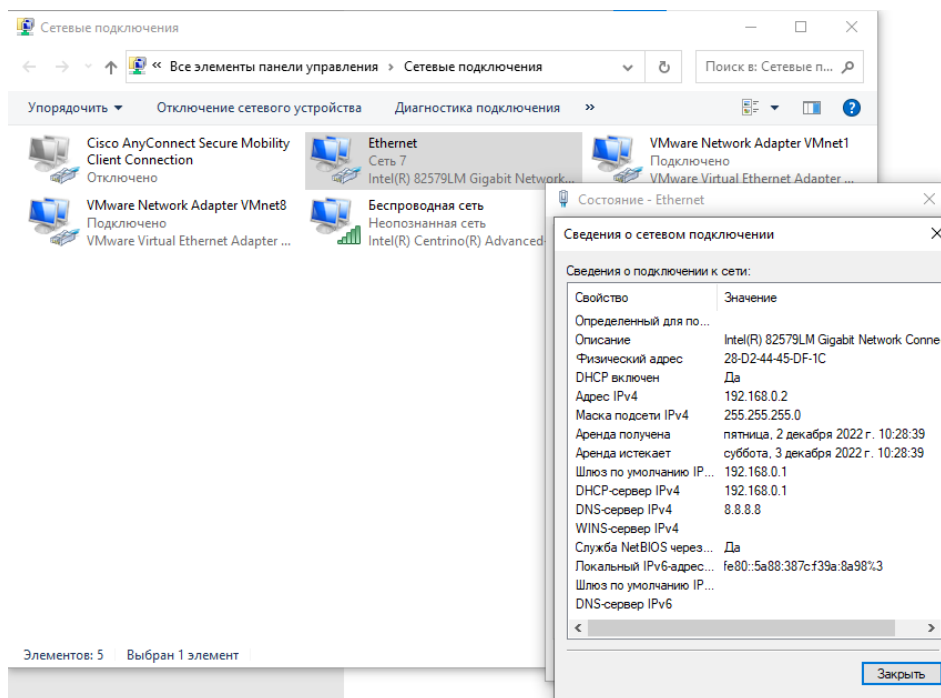 Сетевые подключения
« Все элементы панели управления › Сетевые подключения
Поиск в: Сетевые п...
Упорядочить
Отключение сетевого устройства
Диагностика подключения
»
Cisco AnyConnect Secure Mobility
Client Connection
Отключено
Ethernet
Сеть 7
Intel(R) 82579LM Gigabit Network...
VMware Network Adapter VMnet1
Подключено
VMware Virtual Ethernet Adapter ...
VMware Network Adapter VMnet8
Подключено
VMware Virtual Ethernet Adapter ...
Беспроводная сеть
Неопознанная сеть
Intel(R) Centrino(R) Advanced-
Элементов: 5 Выбран 1 элемент
Состояние - Ethernet
Сведения о сетевом подключении
Сведения о подключении к сети:
Свойство Значение
Определенный для по...
Описание Intel(R) 82579LM Gigabit Network Conne
Физический адрес 28-D2-44-45-DF-1C
DHCP включен Да
Адрес IPv4 192.168.0.2
Маска подсети IPv4 255.255.255.0
Аренда получена пятница, 2 декабря 2022 г. 10:28:39
Аренда истекает суббота, 3 декабря 2022 г. 10:28:39
Шлюз по умолчанию IP... 192.168.0.1
DHCP-сервер IPv4 192.168.0.1
DNS-сервер IPv4 8.8.8.8
WINS-сервер IPv4
Служба NetBIOS через... Да
Локальный IPv6-адрес... fe80::5a88:387c:f39a:8a98%3
Шлюз по умолчанию IP...
DNS-сервер IPv6
Закрыть